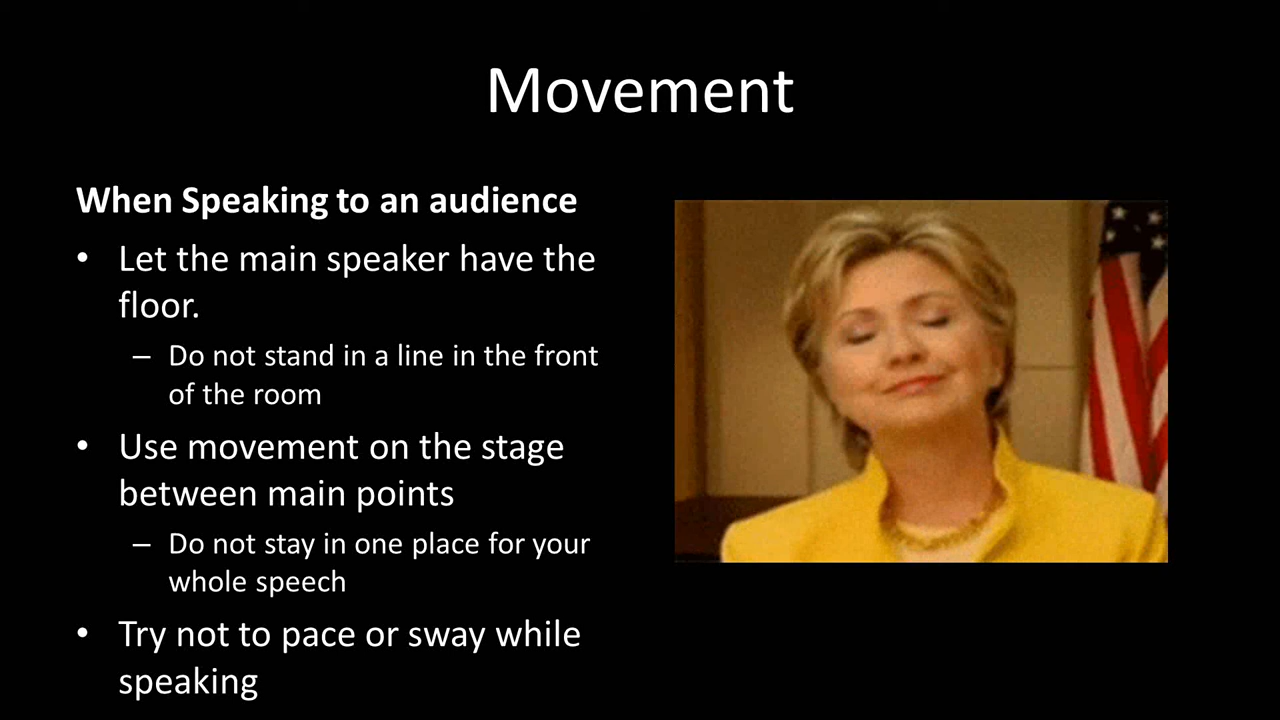 Movement
When Speaking to an audience
• Let the main speaker have the
floor.
– Do not stand in a line in the front
of the room
• Use movement on the stage
between main points
– Do not stay in one place for your
whole speech
• Try not to pace or sway while
speaking